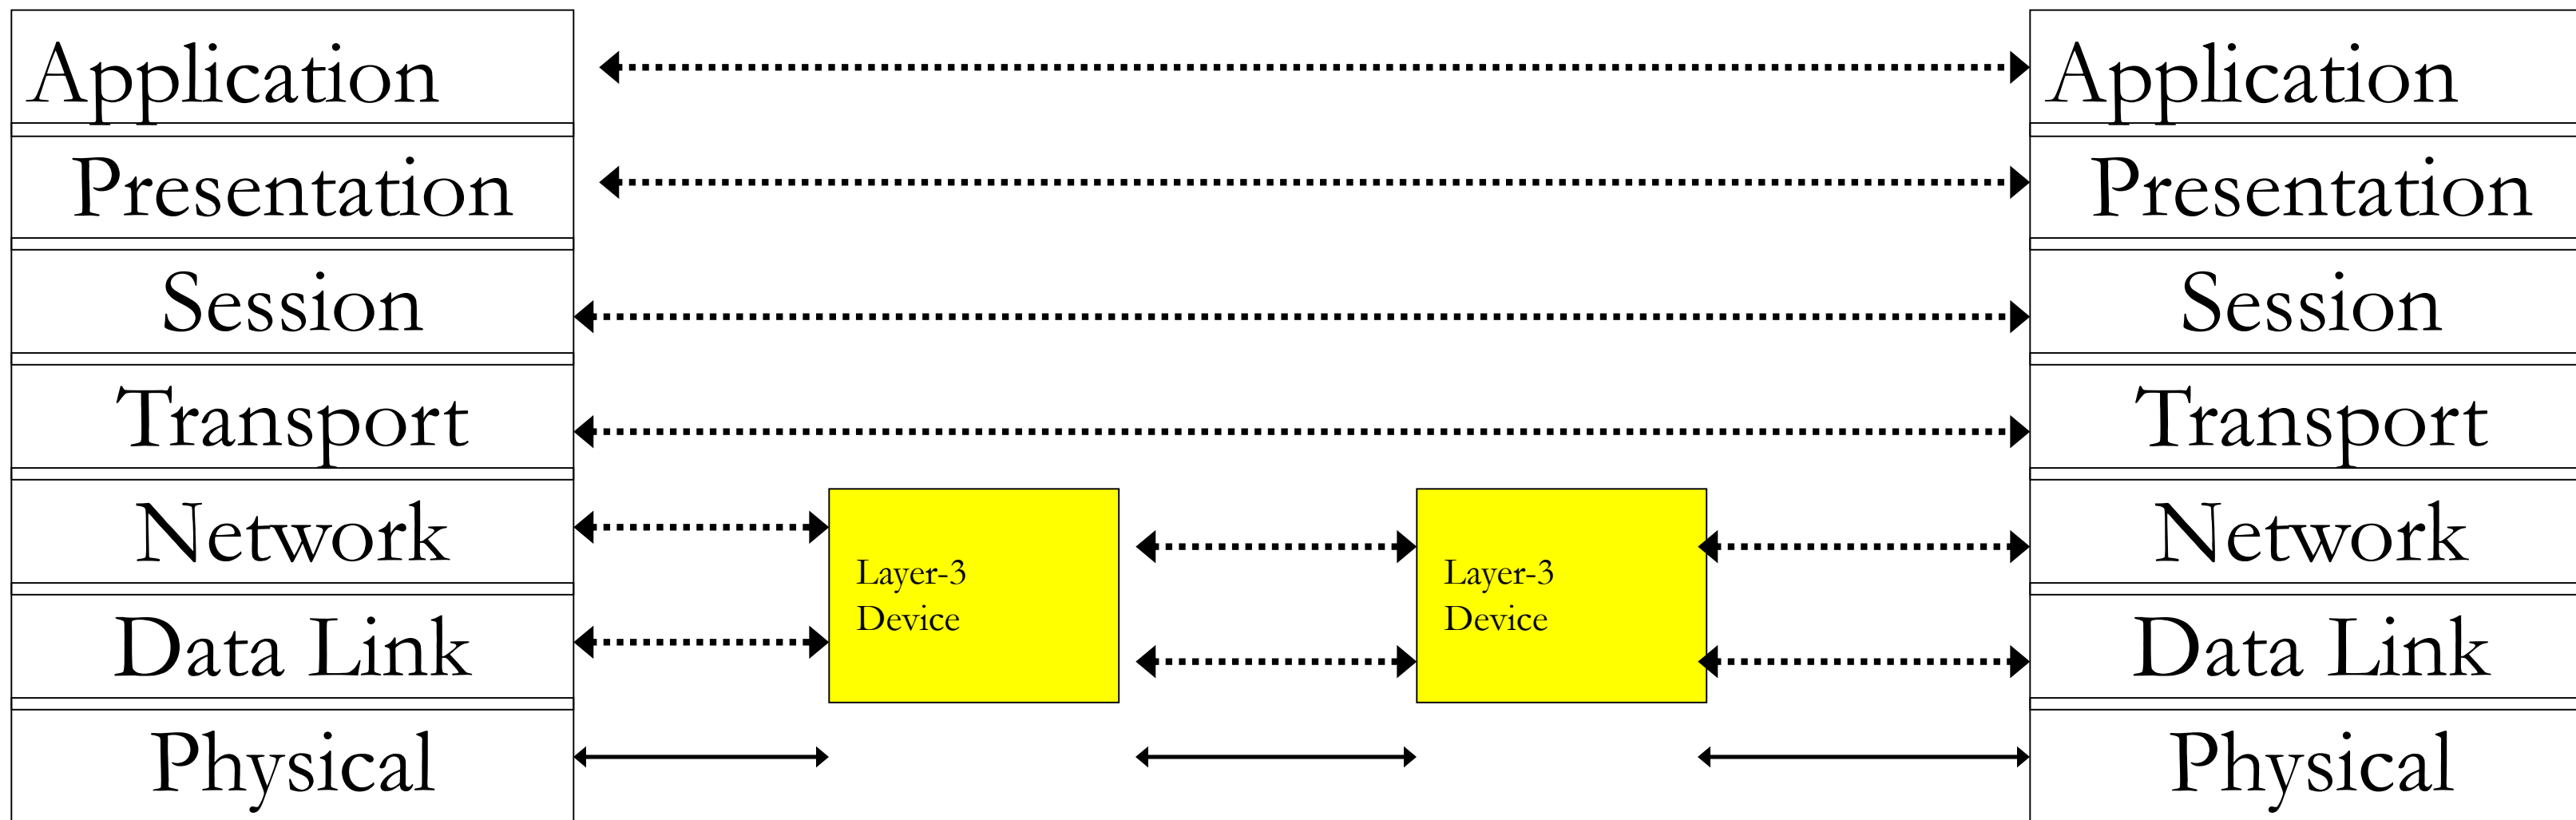 Application
Presentation
Session
Transport
Network
Data Link
Physical
Layer-3
Device
Layer-3
Device
Application
Presentation
Session
Transport
Network
Data Link
Physical